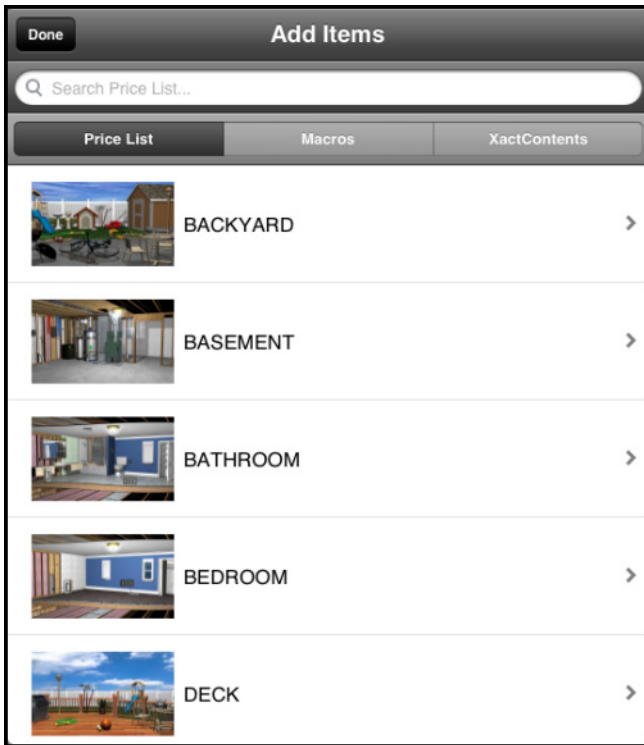 Done
Add Items
Search Price List...
Price List
Macros
XactContents
BACKYARD
BASEMENT
BATHROOM
BEDROOM
DECK